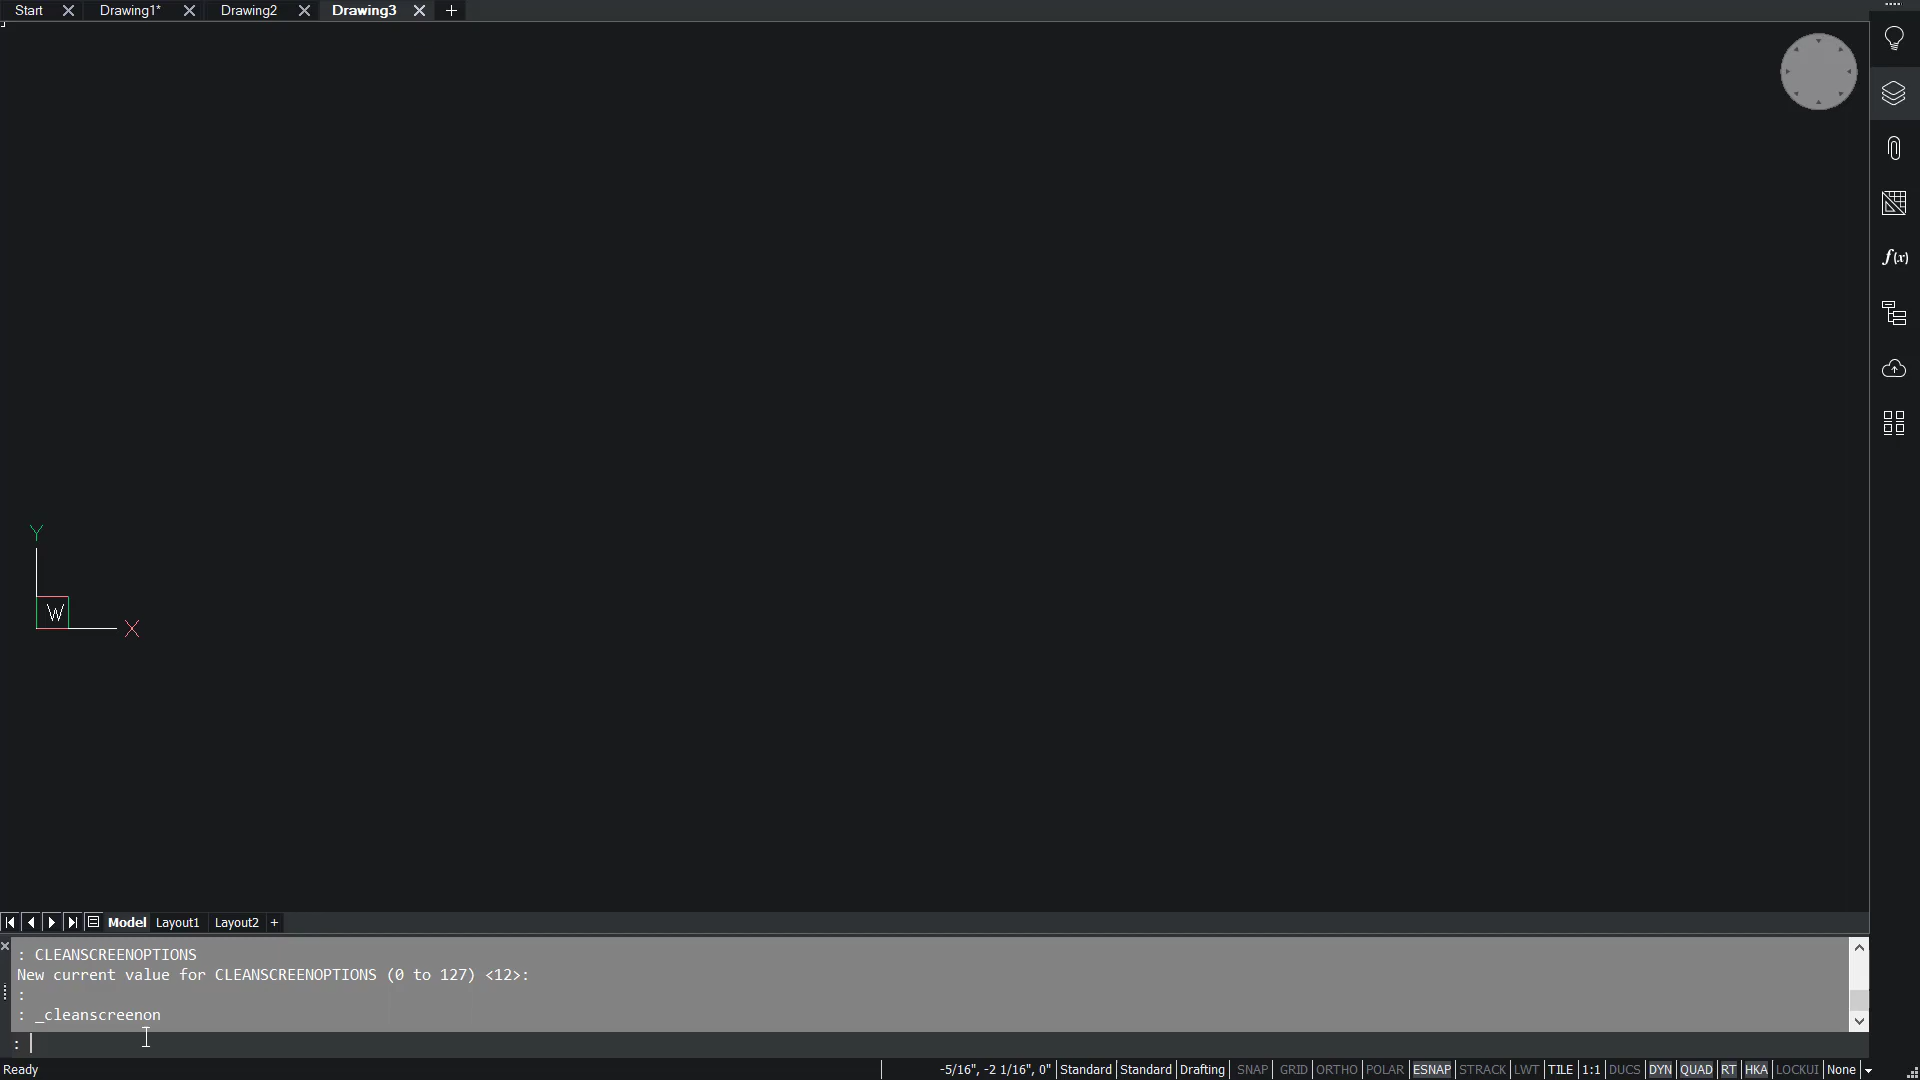 Start Drawing1* Drawing2 Drawing3 +
f(x)
Y
W
X
Model Layout1 Layout2 +
: CLEANSCREENOPTIONS
New current value for CLEANSCREENOPTIONS (0 to 127) <12>:
:
: _cleanscreenon
:
Ready -5/16", -2 1/16", 0" Standard Standard Drafting SNAP GRID ORTHO POLAR ESNAP STRACK LWT TILE 1:1 DUCS DYN QUAD RT HKA LOCKUI None